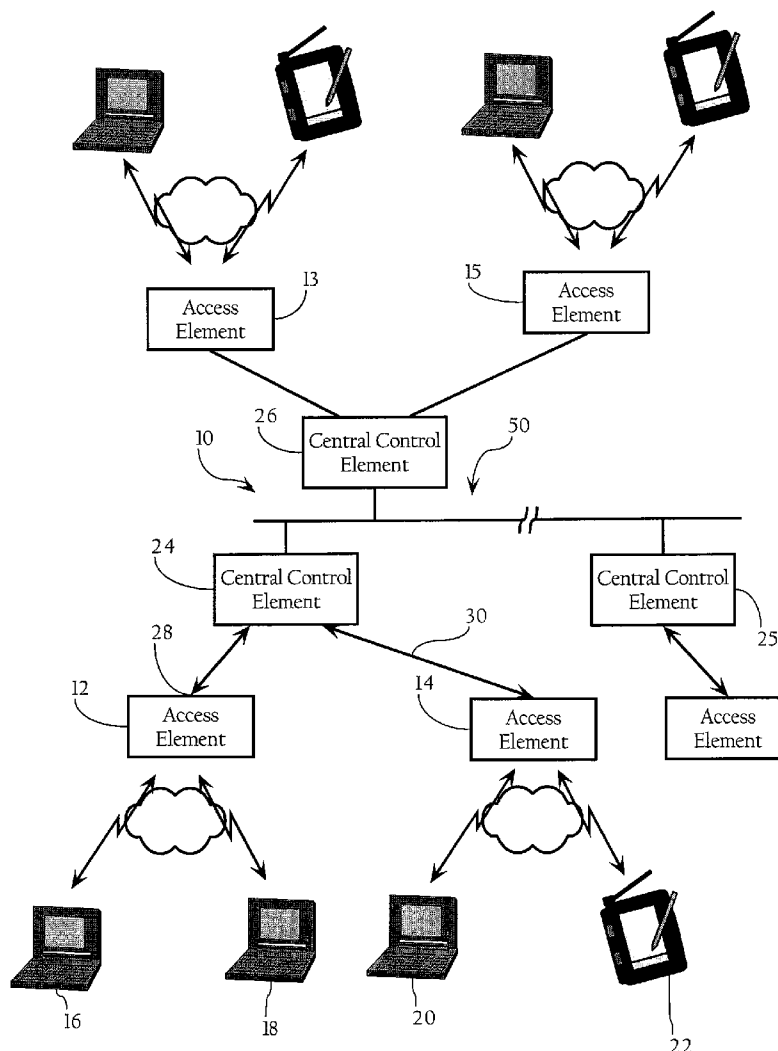 13
Access
Element
15
Access
Element
26
Central Control
Element
10
50
24
Central Control
Element
Central Control
Element
25
30
28
12
Access
Element
14
Access
Element
Access
Element
16
18
20
22